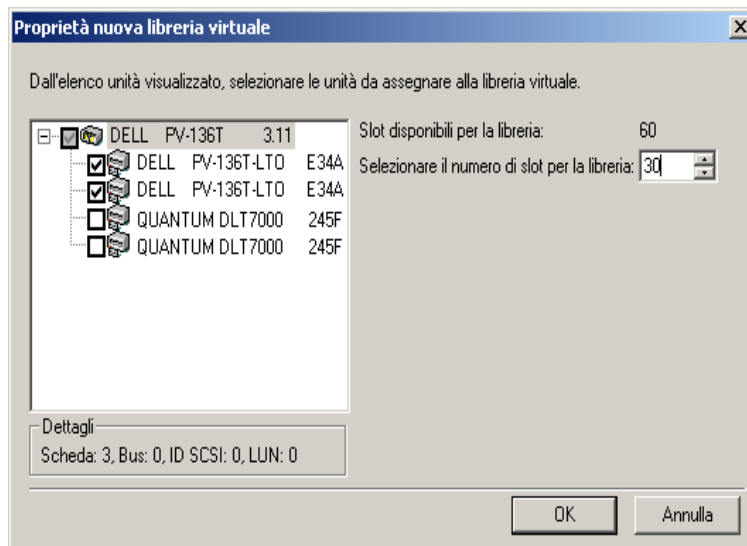 Proprietà nuova libreria virtuale
Dall'elenco unità visualizzato, selezionare le unità da assegnare alla libreria virtuale.
DELL PV-136T 3.11
DELL PV-136T-LTO E34A
DELL PV-136T-LTO E34A
QUANTUM DLT7000 245F
QUANTUM DLT7000 245F
Slot disponibili per la libreria: 60
Selezionare il numero di slot per la libreria: 30
Dettagli
Scheda: 3, Bus: 0, ID SCSI: 0, LUN: 0
OK Annulla